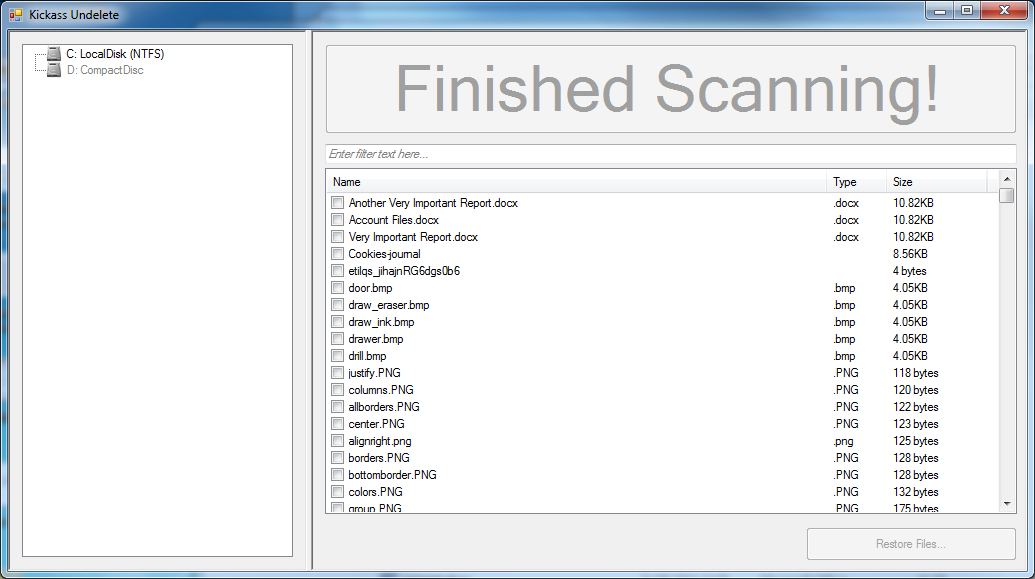 Kickass Undelete
C: LocalDisk (NTFS)
D: CompactDisc
Finished Scanning!
Enter filter text here...
Name Type Size
Another Very Important Report.docx .docx 10.82KB
Account Files.docx .docx 10.82KB
Very Important Report.docx .docx 10.82KB
Cookies-journal 8.56KB
etilqs_jihajnRG6dgs0b6 4 bytes
door.bmp .bmp 4.05KB
draw_eraser.bmp .bmp 4.05KB
draw_ink.bmp .bmp 4.05KB
drawer.bmp .bmp 4.05KB
drill.bmp .bmp 4.05KB
justify.PNG .PNG 118 bytes
columns.PNG .PNG 120 bytes
allborders.PNG .PNG 122 bytes
center.PNG .PNG 123 bytes
alignright.png .png 125 bytes
borders.PNG .PNG 128 bytes
bottomborder.PNG .PNG 128 bytes
colors.PNG .PNG 132 bytes
group.PNG .PNG 175 bytes
Restore Files...